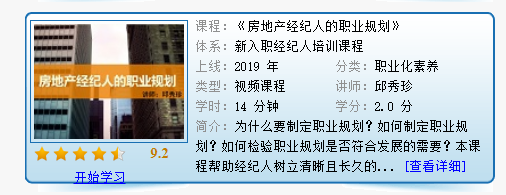 课程：《房地产经纪人的职业规划》
体系：新入职经纪人培训课程
上线：2019 年 分类：职业化素养
类型：视频课程 讲师：邱秀珍
学时：14 分钟 学分：2.0 分
简介：为什么要制定职业规划？如何制定职业规
划？如何检验职业规划是否符合发展的需要？本课
程帮助经纪人树立清晰且长久的... [查看详细]
房地产经纪人的职业规划
讲师：邱秀珍
9.2
开始学习